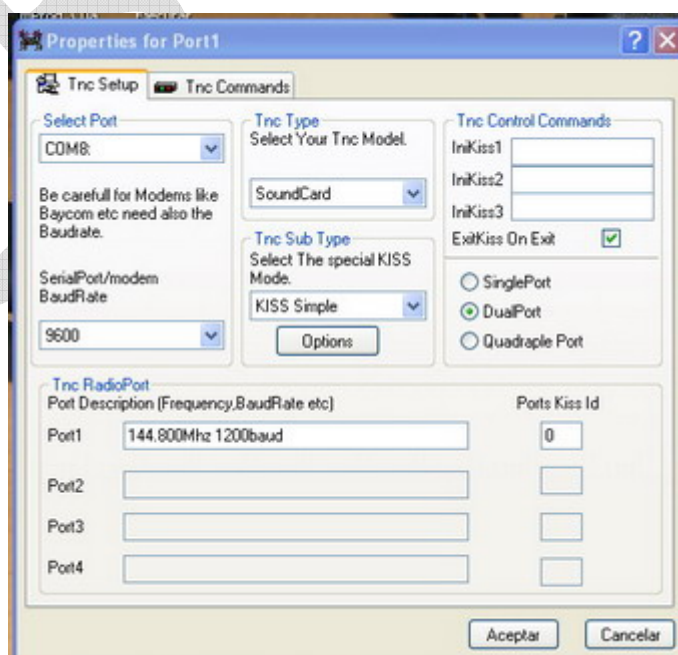 Properties for Port1
Tnc Setup
Tnc Commands
Select Port
COM8:
Be carefull for Modems like
Baycom etc need also the
Baudrate.
SerialPort/modem
BaudRate
9600
Tnc Type
Select Your Tnc Model.
SoundCard
Tnc Sub Type
Select The special KISS
Mode.
KISS Simple
Options
Tnc Control Commands
IniKiss1
IniKiss2
IniKiss3
ExitKiss On Exit
SinglePort
DualPort
Quadraple Port
Tnc RadioPort
Port Description (Frequency,BaudRate etc)
Ports Kiss Id
Port1 144.800Mhz 1200baud 0
Port2
Port3
Port4
Aceptar
Cancelar